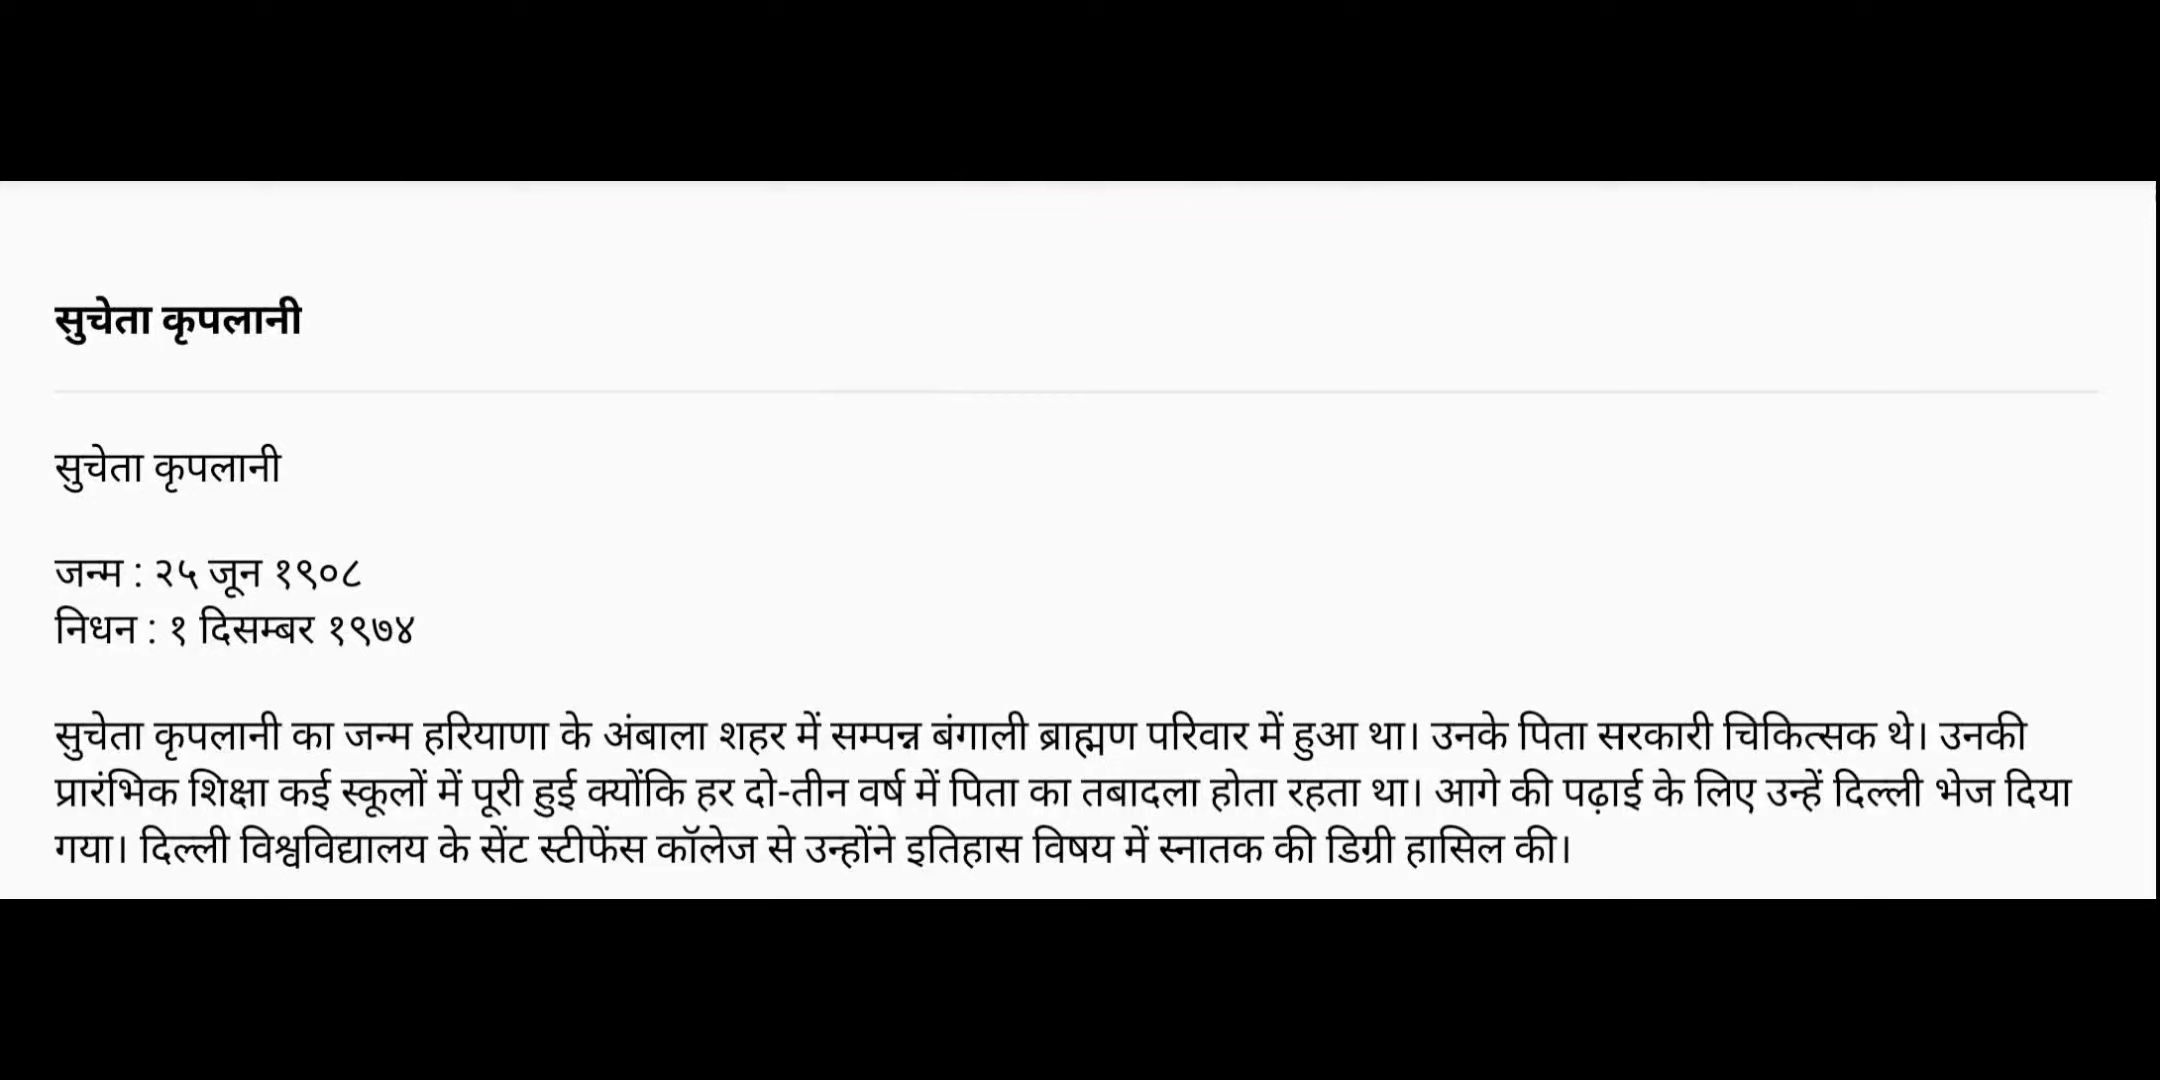 सुचेता कृपलानी
सुचेता कृपलानी
जन्म : २५ जून १९०८
निधन : १ दिसम्बर १९७४
सुचेता कृपलानी का जन्म हरियाणा के अंबाला शहर में सम्पन्न बंगाली ब्राह्मण परिवार में हुआ था। उनके पिता सरकारी चिकित्सक थे। उनकी
प्रारंभिक शिक्षा कई स्कूलों में पूरी हुई क्योंकि हर दो-तीन वर्ष में पिता का तबादला होता रहता था। आगे की पढ़ाई के लिए उन्हें दिल्ली भेज दिया
गया। दिल्ली विश्वविद्यालय के सेंट स्टीफेंस कॉलेज से उन्होंने इतिहास विषय में स्नातक की डिग्री हासिल की।